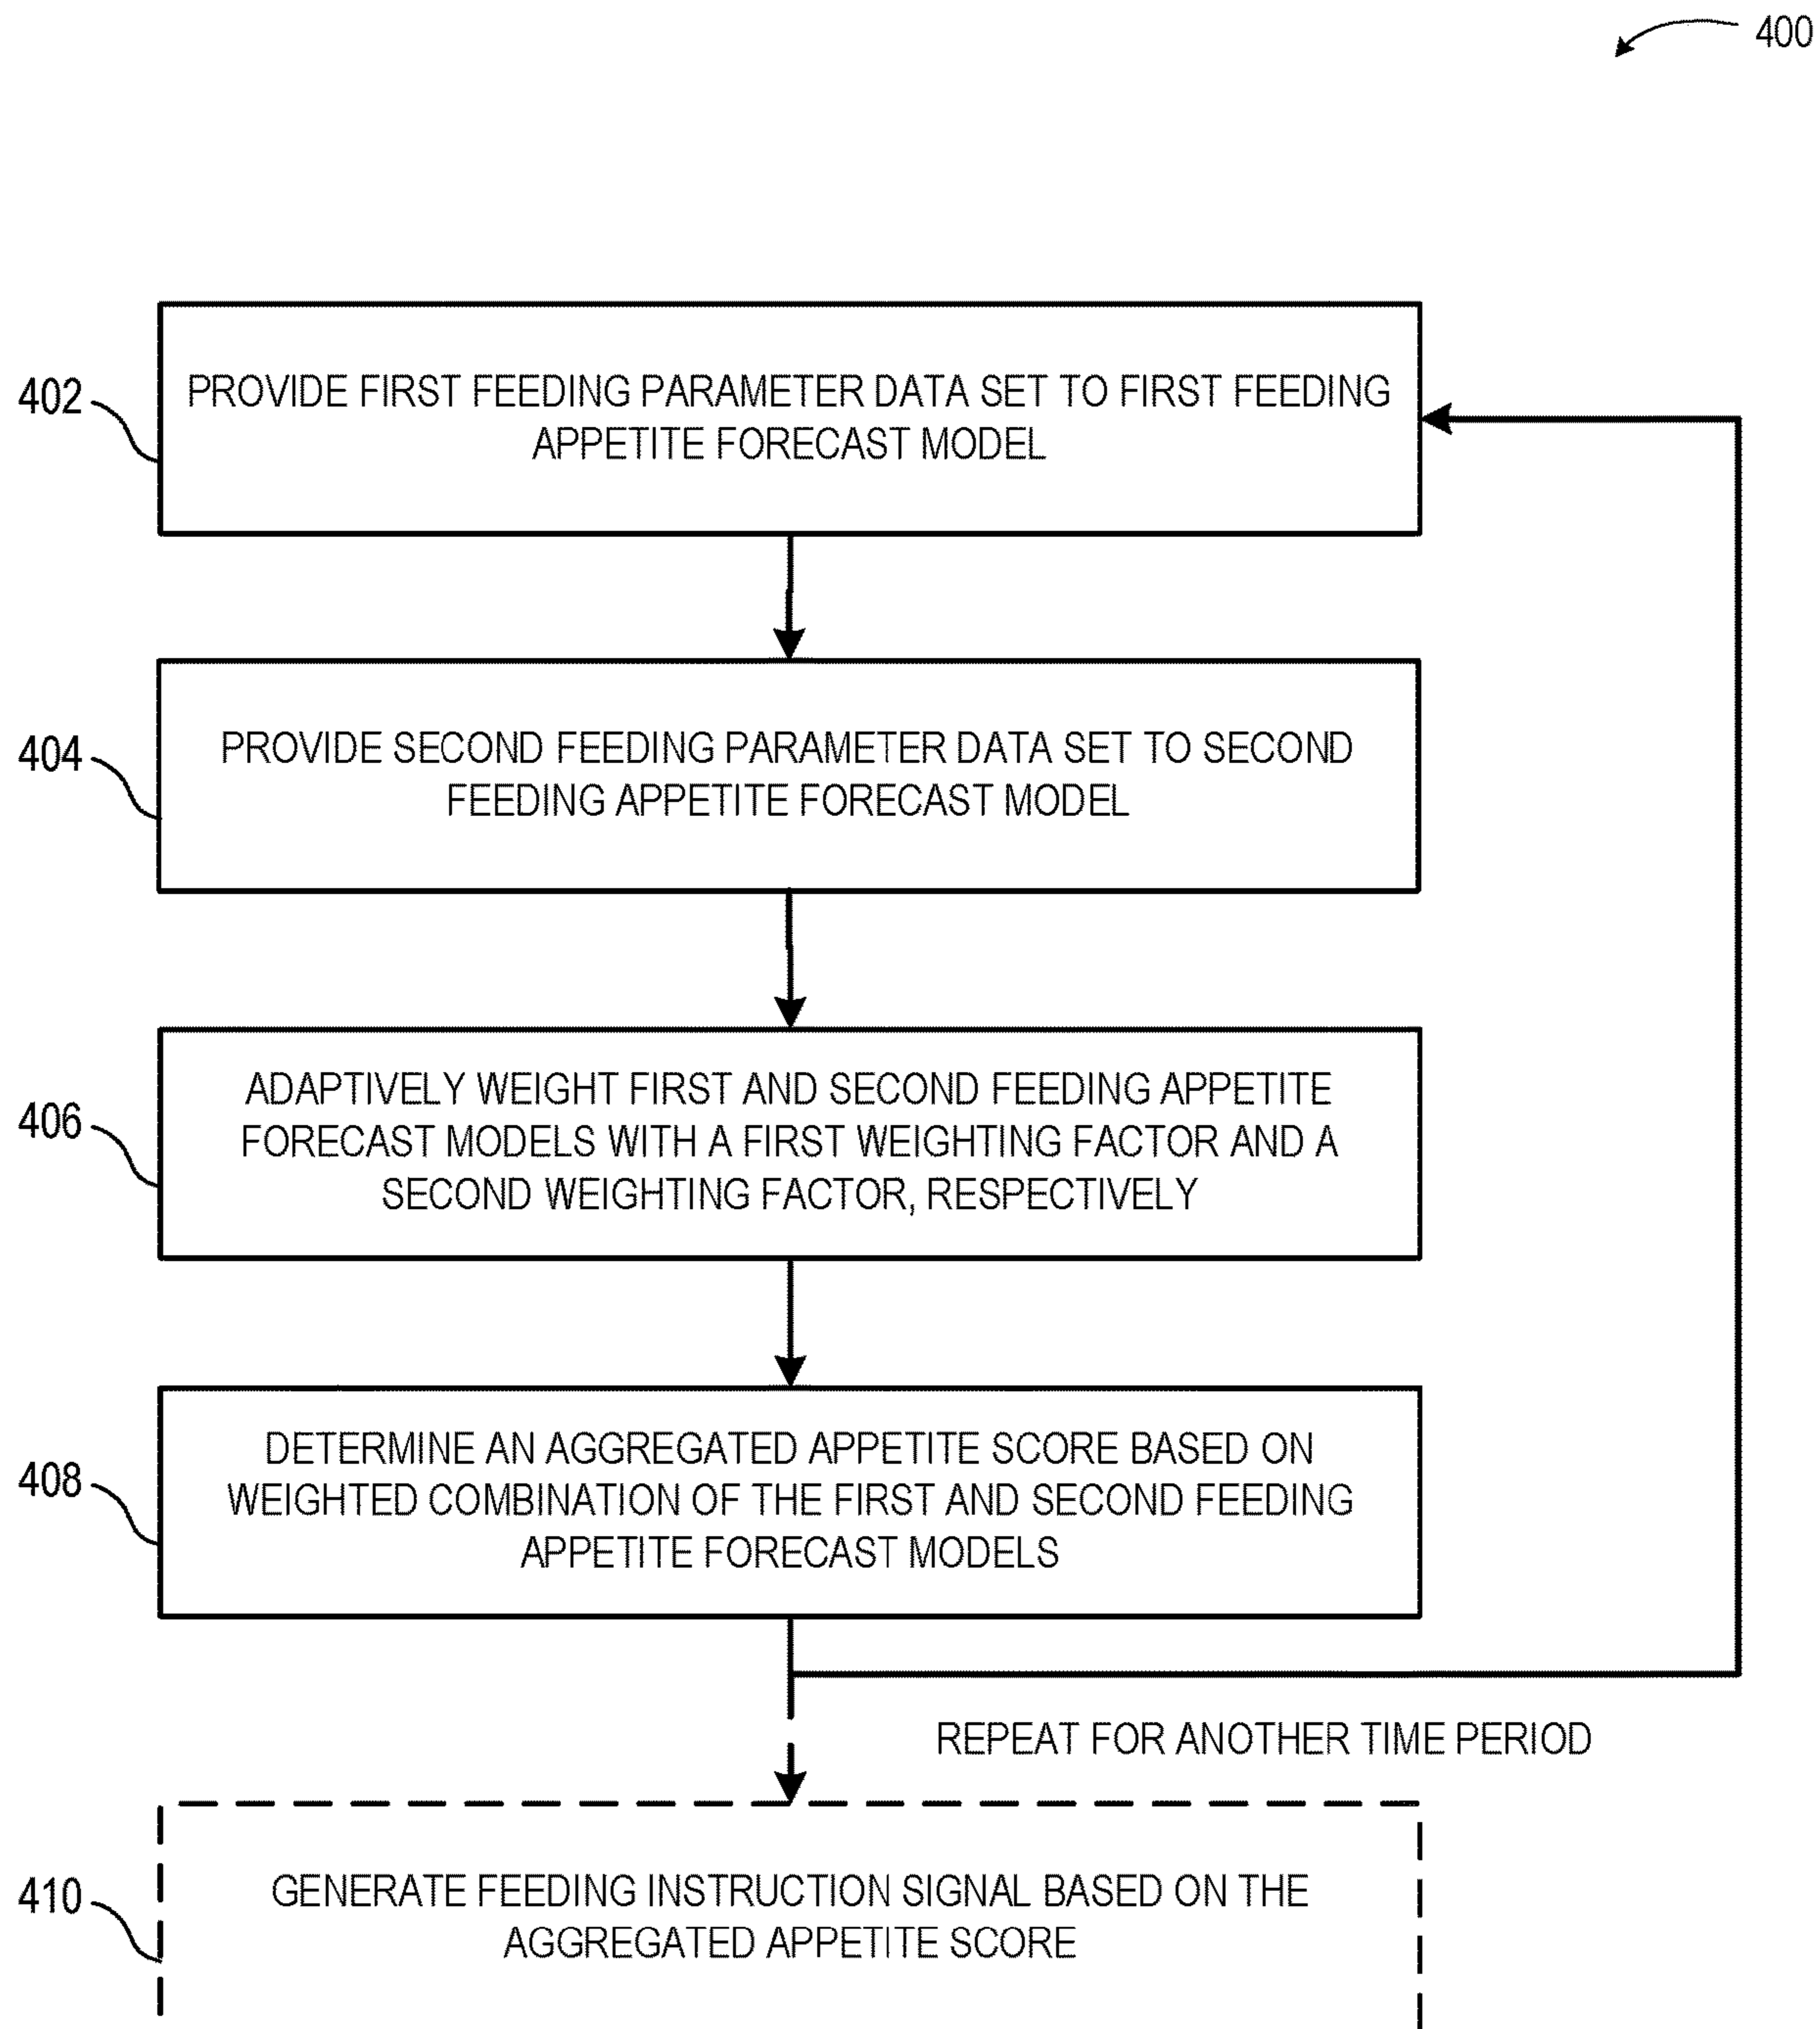 400
402
PROVIDE FIRST FEEDING PARAMETER DATA SET TO FIRST FEEDING
APPETITE FORECAST MODEL
404
PROVIDE SECOND FEEDING PARAMETER DATA SET TO SECOND
FEEDING APPETITE FORECAST MODEL
406
ADAPTIVELY WEIGHT FIRST AND SECOND FEEDING APPETITE
FORECAST MODELS WITH A FIRST WEIGHTING FACTOR AND A
SECOND WEIGHTING FACTOR, RESPECTIVELY
408
DETERMINE AN AGGREGATED APPETITE SCORE BASED ON
WEIGHTED COMBINATION OF THE FIRST AND SECOND FEEDING
APPETITE FORECAST MODELS
REPEAT FOR ANOTHER TIME PERIOD
410
GENERATE FEEDING INSTRUCTION SIGNAL BASED ON THE
AGGREGATED APPETITE SCORE